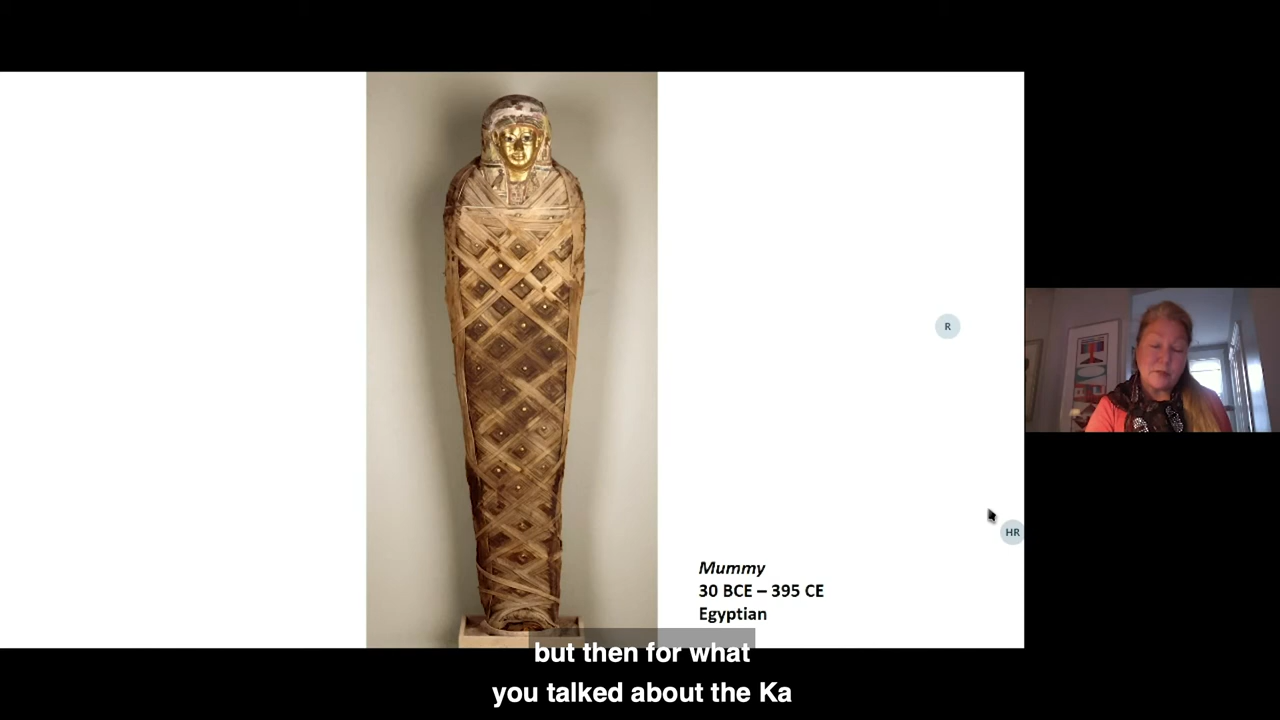 R
HR
Mummy
30 BCE – 395 CE
Egyptian
but then for what
you talked about the Ka